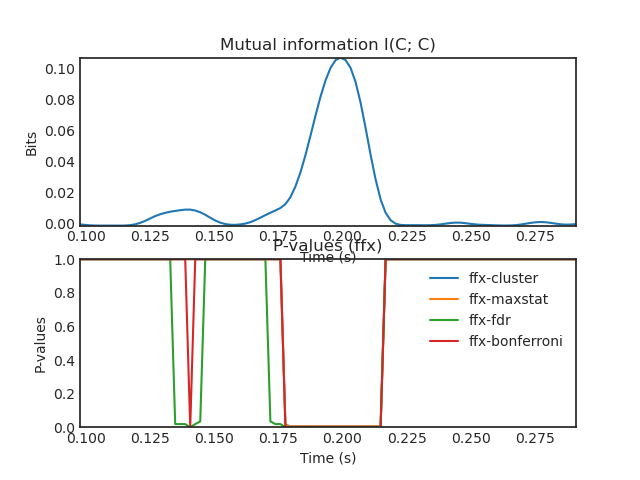 Mutual information I(C; C)
0.10
0.08
0.06
0.04
0.02
0.00
Bits
0.100 0.125 0.150 0.175 0.200 0.225 0.250 0.275
Time (s)
P-values (ffx)
1.0
0.8
0.6
0.4
0.2
0.0
P-values
ffx-cluster
ffx-maxstat
ffx-fdr
ffx-bonferroni
0.100 0.125 0.150 0.175 0.200 0.225 0.250 0.275
Time (s)